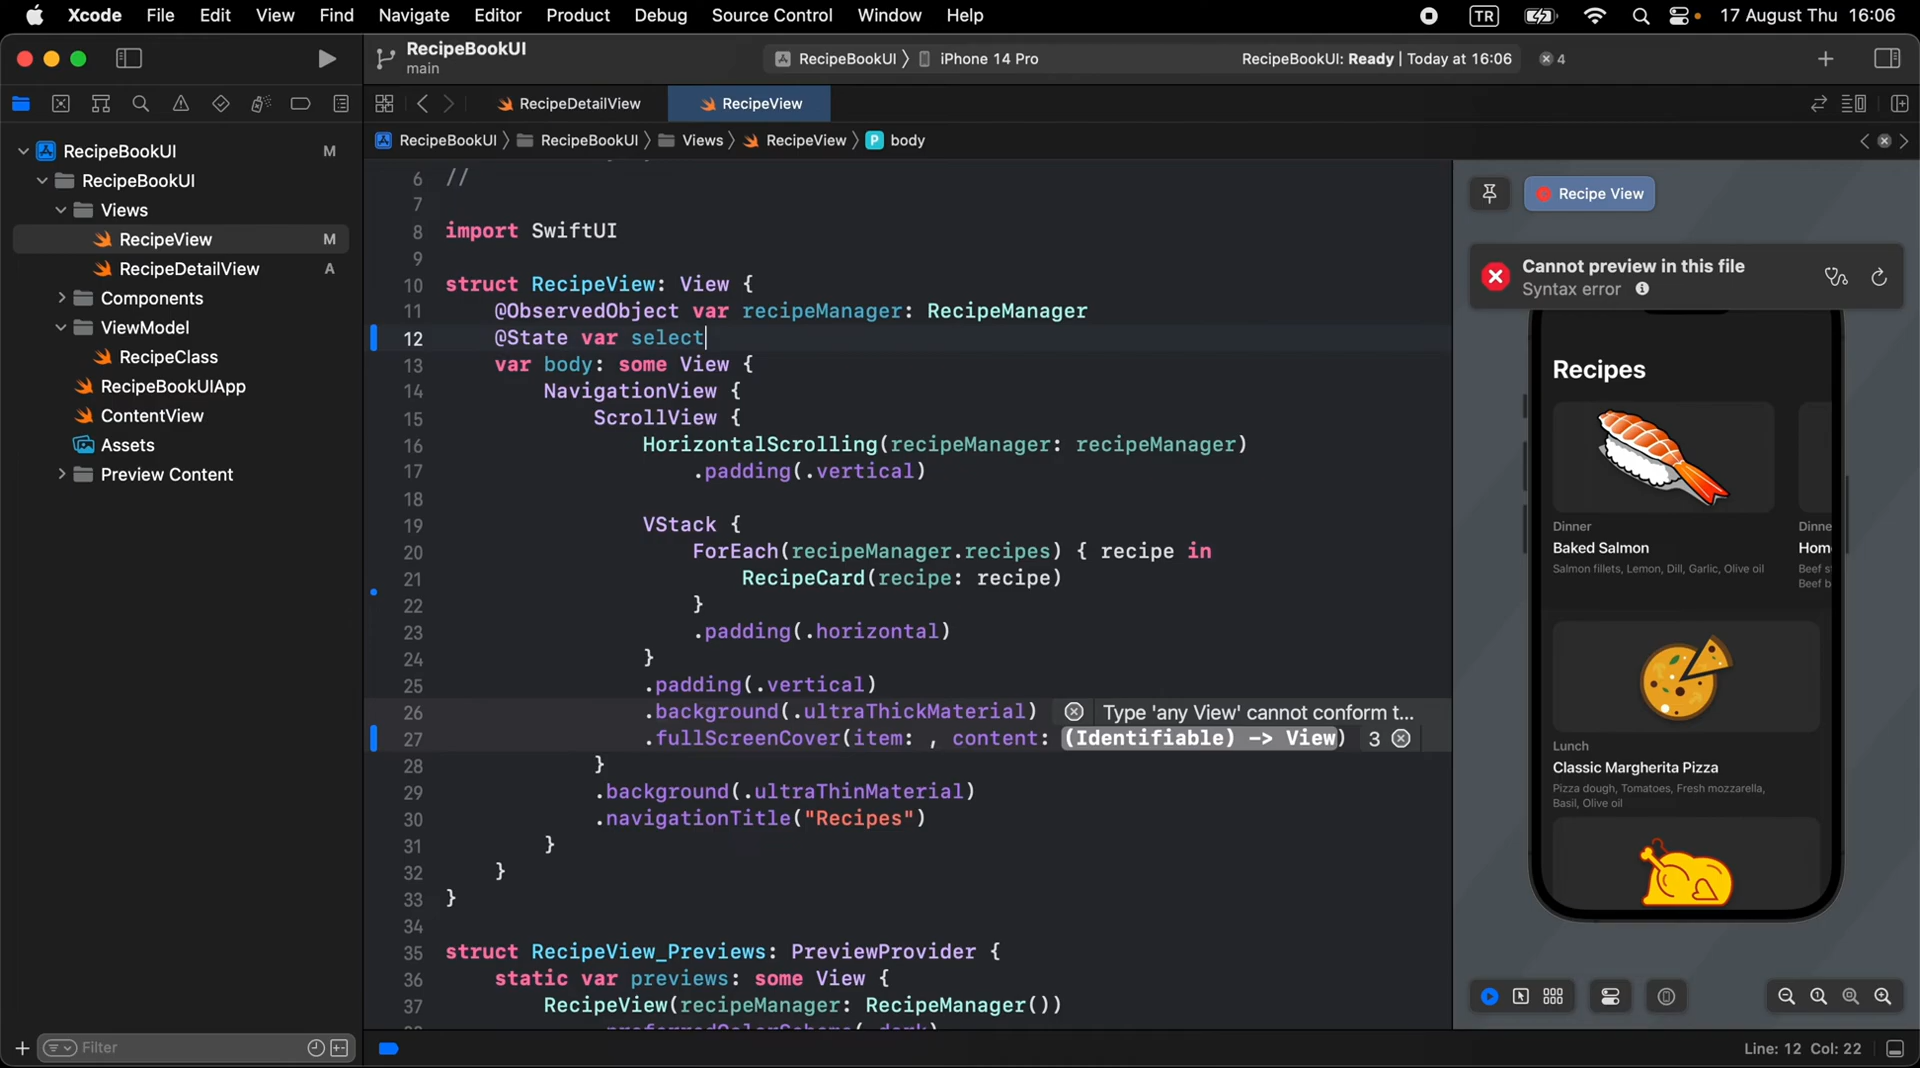 Xcode File Edit View Find Navigate Editor Product Debug Source Control Window Help TR 17 August Thu 16:06
RecipeBookUI
main
RecipeBookUI 〉 iPhone 14 Pro
RecipeBookUI: Ready | Today at 16:06 4
RecipeDetailView RecipeView
RecipeBookUI 〉 RecipeBookUI 〉 Views 〉 RecipeView 〉 P body
RecipeBookUI M
RecipeBookUI
Views
RecipeView M
RecipeDetailView A
Components
ViewModel
RecipeClass
RecipeBookUIApp
ContentView
Assets
Preview Content
Filter
6 //
7
8 import SwiftUI
9
10 struct RecipeView: View {
11 @ObservedObject var recipeManager: RecipeManager
12 @State var select
13 var body: some View {
14 NavigationView {
15 ScrollView {
16 HorizontalScrolling(recipeManager: recipeManager)
17 .padding(.vertical)
18
19 VStack {
20 ForEach(recipeManager.recipes) { recipe in
21 RecipeCard(recipe: recipe)
22 }
23 .padding(.horizontal)
24 }
25 .padding(.vertical)
26 .background(.ultraThickMaterial) Type 'any View' cannot conform t...
27 .fullScreenCover(item: , content: (Identifiable) -> View) 3
28 }
29 .background(.ultraThinMaterial)
30 .navigationTitle("Recipes")
31 }
32 }
33 }
34
35 struct RecipeView_Previews: PreviewProvider {
36 static var previews: some View {
37 RecipeView(recipeManager: RecipeManager())
Recipe View
Cannot preview in this file
Syntax error
Recipes
Dinner
Baked Salmon
Salmon fillets, Lemon, Dill, Garlic, Olive oil
Dinne
Hom
Beef s
Beef b
Lunch
Classic Margherita Pizza
Pizza dough, Tomatoes, Fresh mozzarella,
Basil, Olive oil
Line: 12 Col: 22